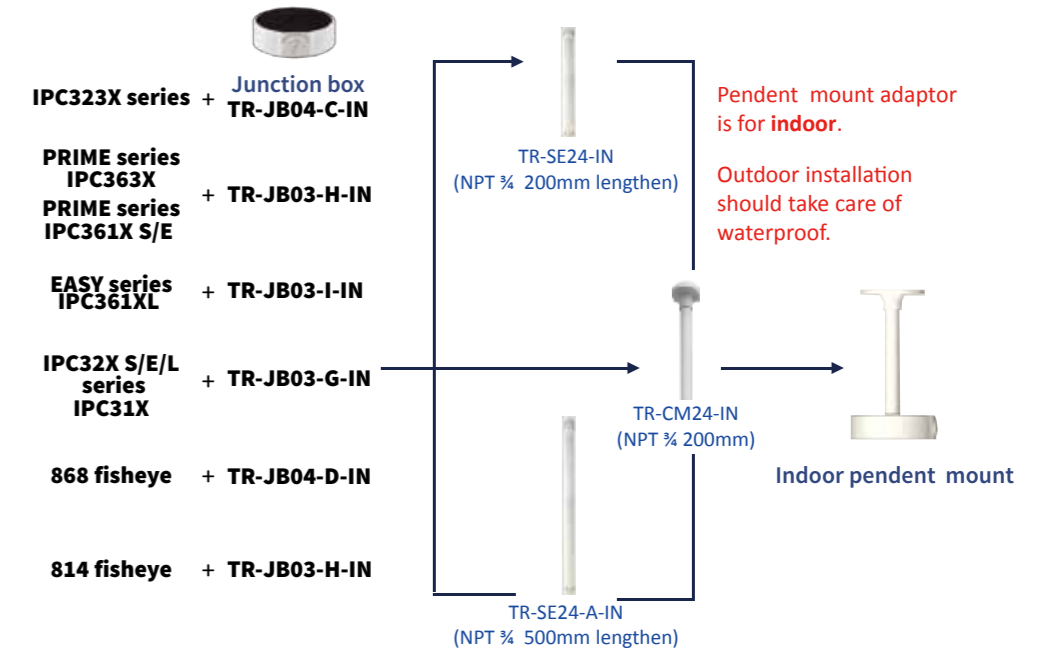 Junction box
IPC323X series + TR-JB04-C-IN
PRIME series
IPC363X
PRIME series
IPC361X S/E
+ TR-JB03-H-IN
EASY series
IPC361XL
+ TR-JB03-I-IN
IPC32X S/E/L
series
IPC31X
+ TR-JB03-G-IN
868 fisheye + TR-JB04-D-IN
814 fisheye + TR-JB03-H-IN
TR-SE24-IN
(NPT ¾ 200mm lengthen)
TR-CM24-IN
(NPT ¾ 200mm)
TR-SE24-A-IN
(NPT ¾ 500mm lengthen)
Pendent mount adaptor
is for indoor.
Outdoor installation
should take care of
waterproof.
Indoor pendent mount